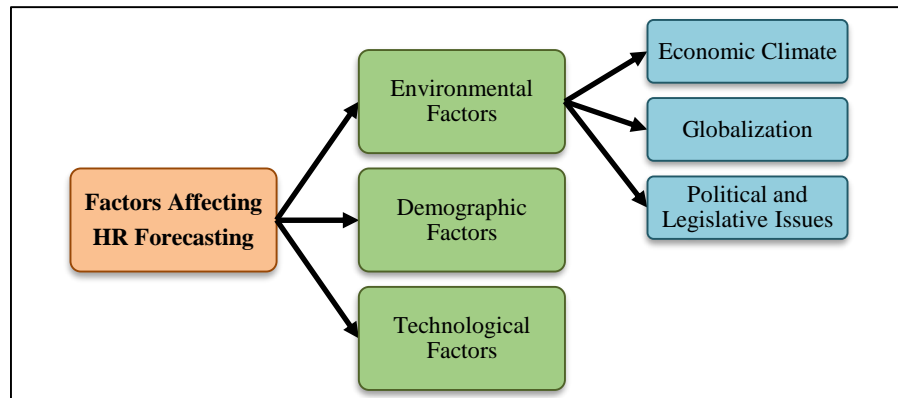 Factors Affecting
HR Forecasting
Environmental
Factors
Demographic
Factors
Technological
Factors
Economic Climate
Globalization
Political and
Legislative Issues